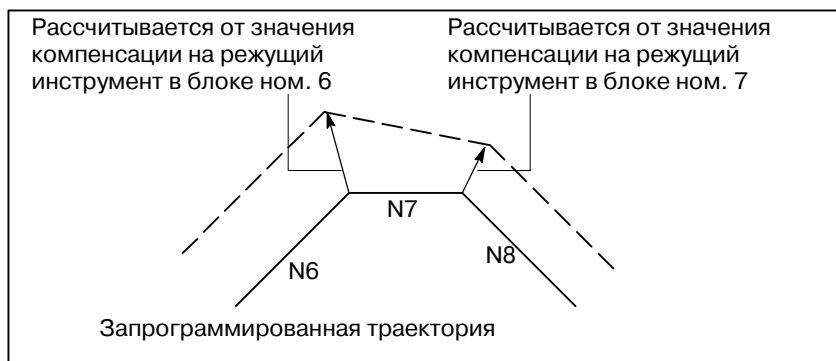 Рассчитывается от значения
компенсации на режущий
инструмент в блоке ном. 6
Рассчитывается от значения
компенсации на режущий
инструмент в блоке ном. 7
N7
N6
N8
Запрограммированная траектория